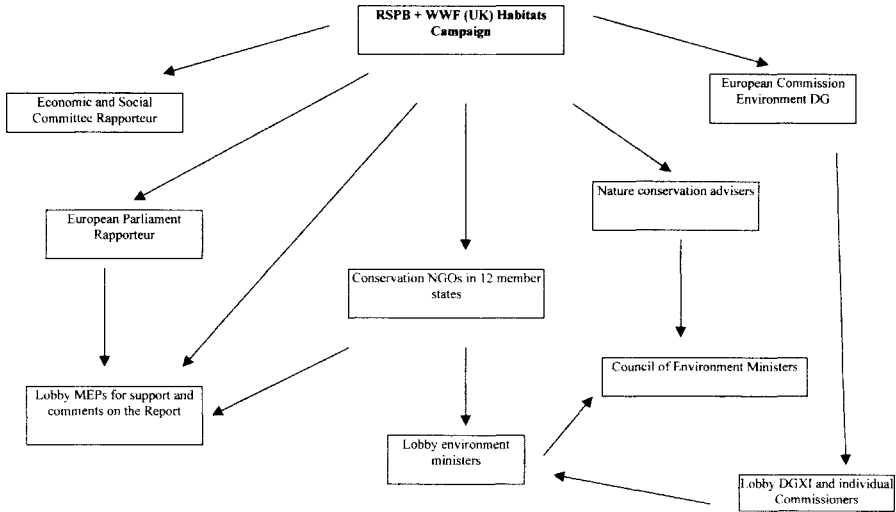 RSPB + WWF (UK) Habitats
Campaign
Economic and Social
Committee Rapporteur
European Commission
Environment DG
European Parliament
Rapporteur
Nature conservation advisers
Conservation NGOs in 12 member
states
Lobby MEPs for support and
comments on the Report
Council of Environment Ministers
Lobby environment
ministers
Lobby DGXI and individual
Commissioners